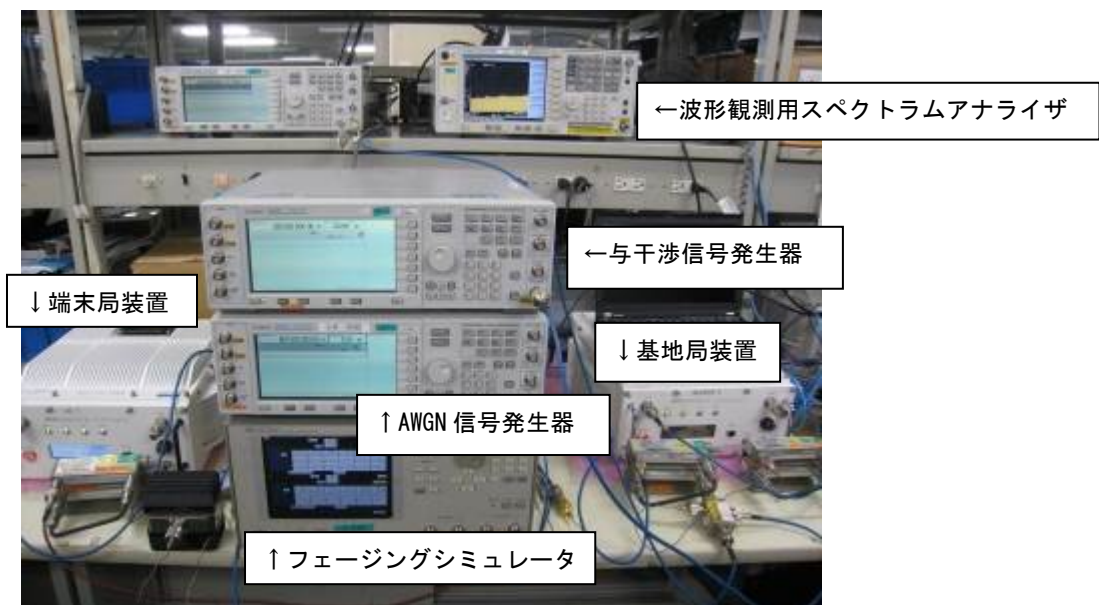 ←波形観測用スペクトラムアナライザ
←与干渉信号発生器
↓端末局装置
↓基地局装置
↑AWGN 信号発生器
↑フェージングシミュレータ